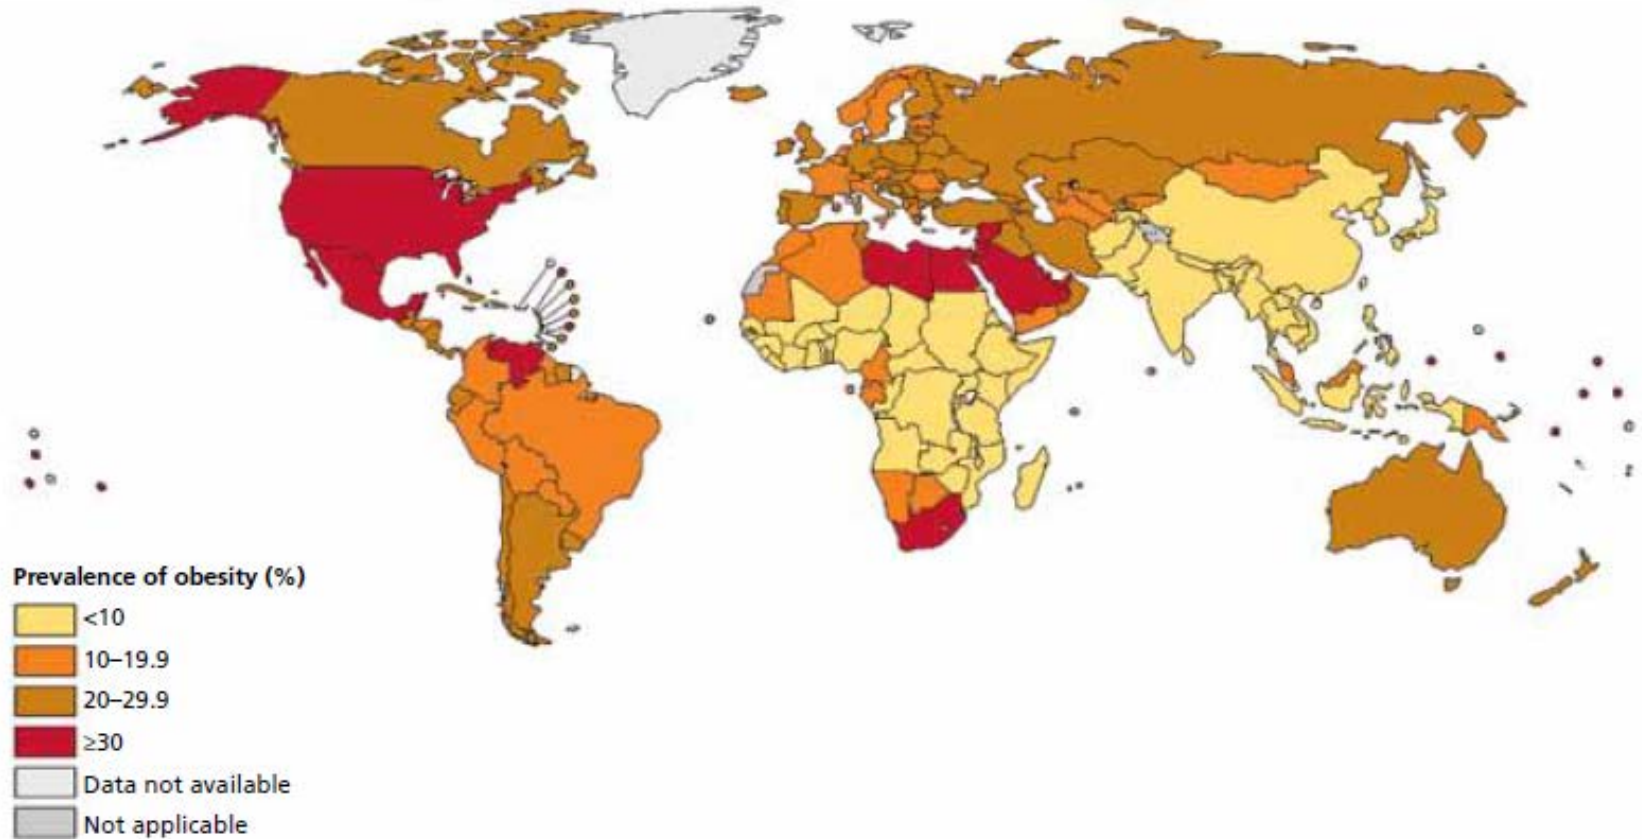 Prevalence of obesity (%)
<10
10–19.9
20–29.9
≥30
Data not available
Not applicable